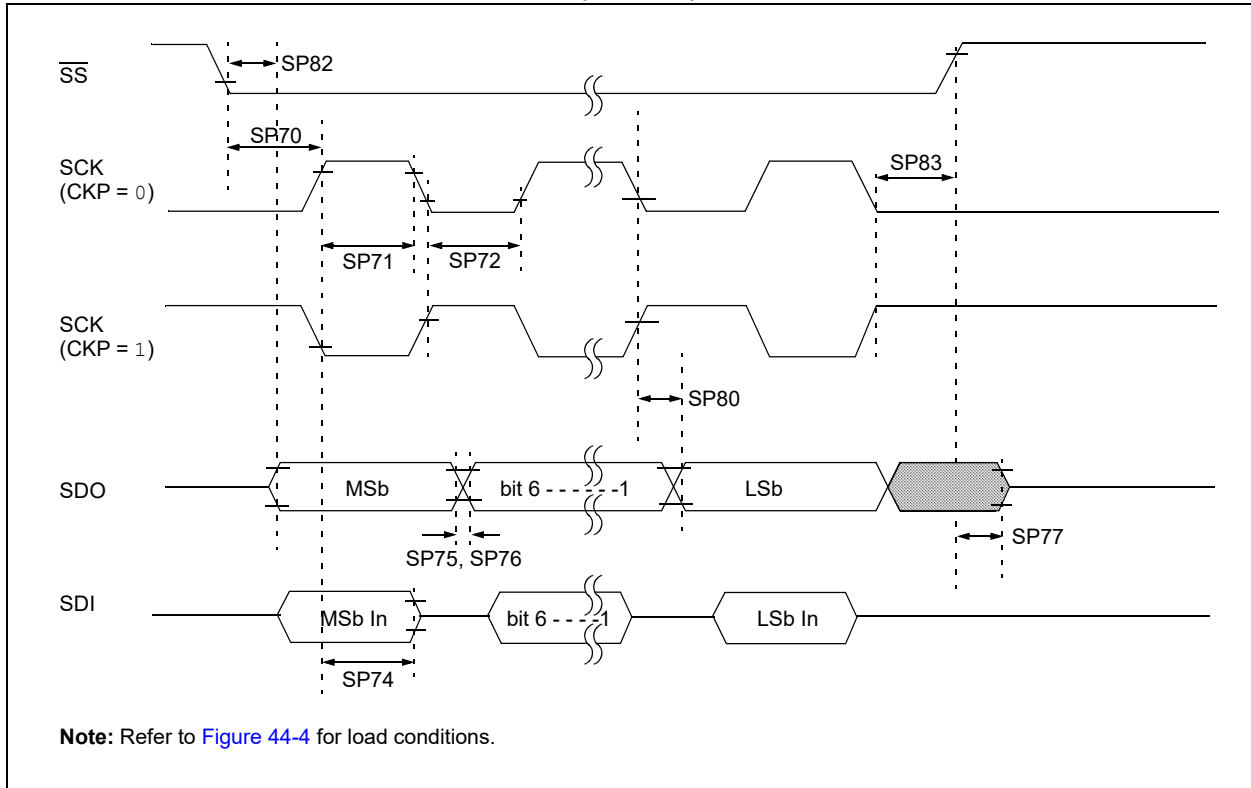 SS
SP82
SP70
SCK
(CKP = 0)
SP83
SP71
SP72
SCK
(CKP = 1)
SP80
SDO
MSb
bit 6 - - - - - -1
LSb
SP77
SP75, SP76
SDI
MSb In
bit 6 - - - -1
LSb In
SP74
Note: Refer to Figure 44-4 for load conditions.